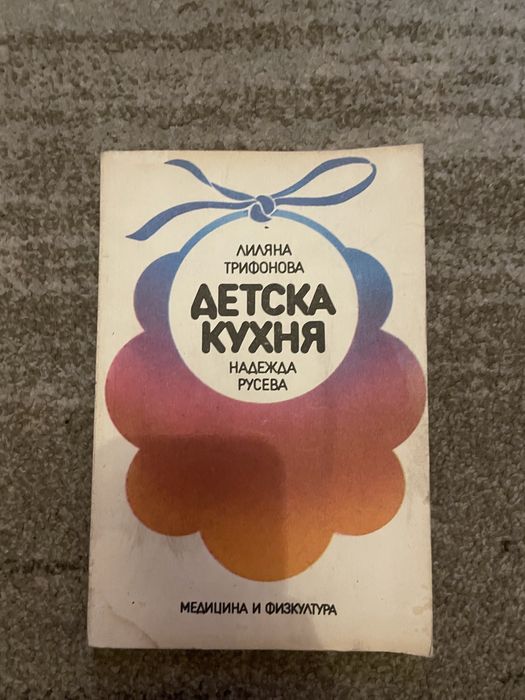 ЛИЛЯНА
ТРИФОНОВА
ДЕТСКА
КУХНЯ
НАДЕЖДА
РУСЕВА
МЕДИЦИНА И ФИЗКУЛТУРА